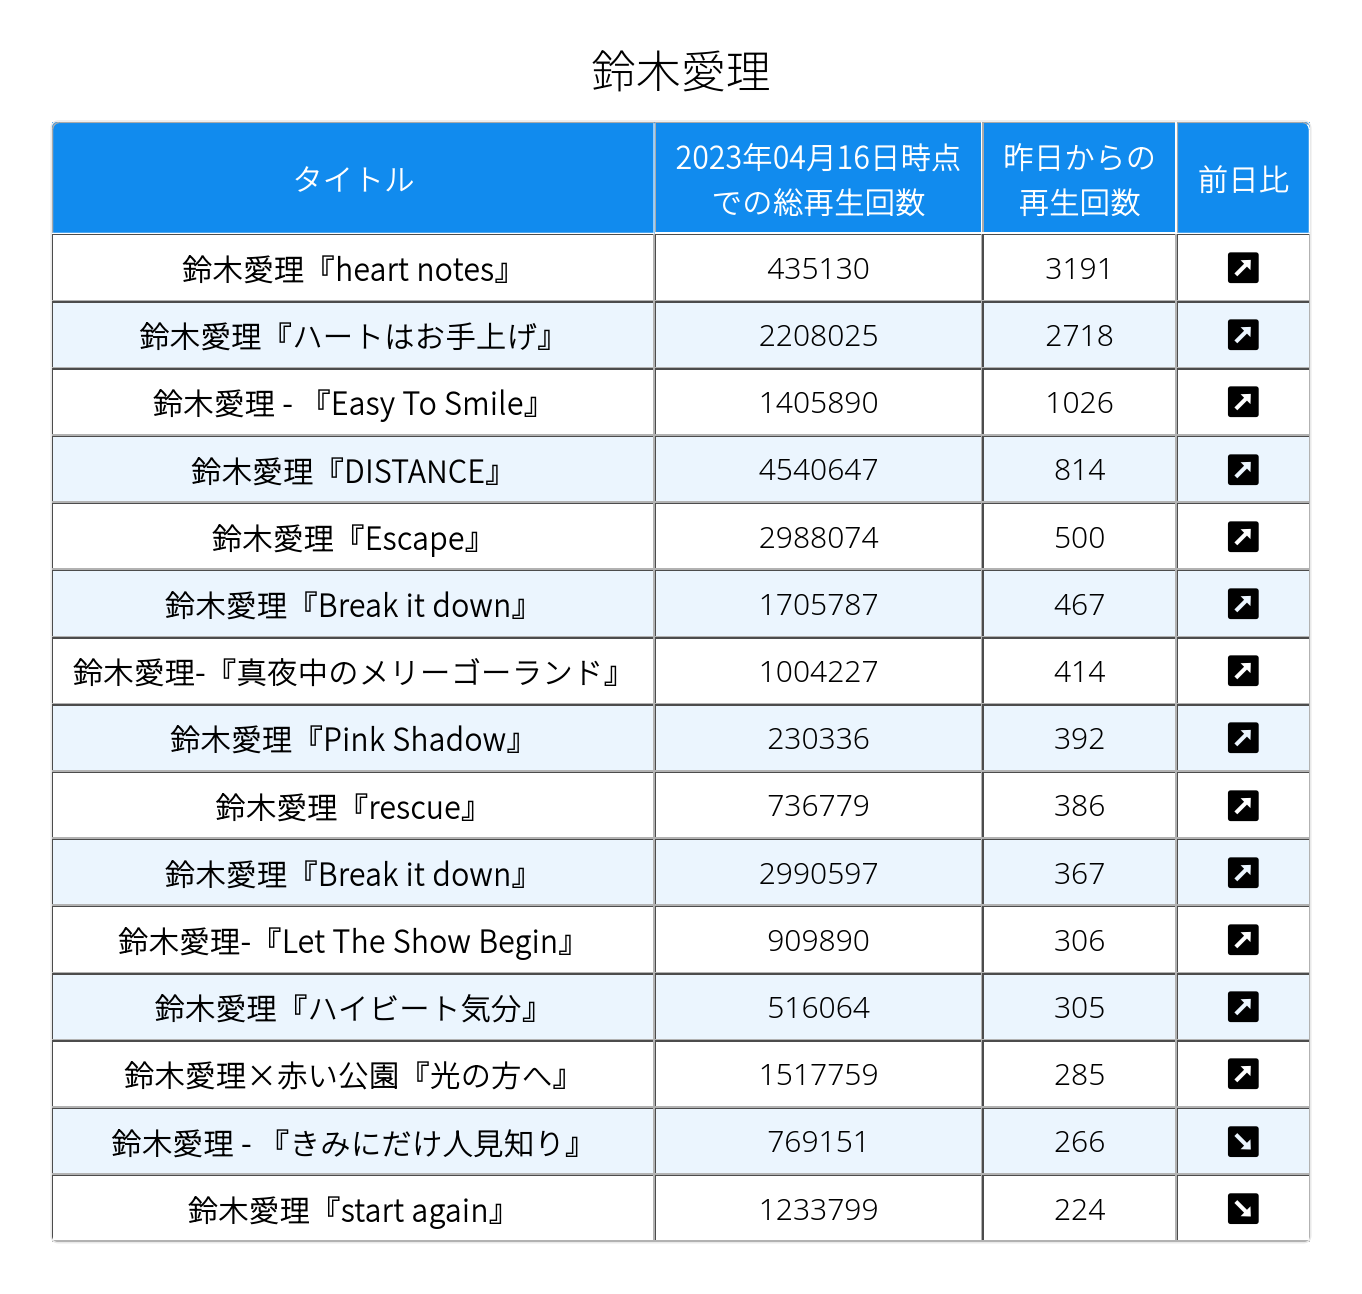 鈴木愛理
タイトル 2023年04月16日時点での総再生回数 昨日からの再生回数 前日比
鈴木愛理『heart notes』 435130 3191
鈴木愛理『ハートはお手上げ』 2208025 2718
鈴木愛理 - 『Easy To Smile』 1405890 1026
鈴木愛理『DISTANCE』 4540647 814
鈴木愛理『Escape』 2988074 500
鈴木愛理『Break it down』 1705787 467
鈴木愛理-『真夜中のメリーゴーランド』 1004227 414
鈴木愛理『Pink Shadow』 230336 392
鈴木愛理『rescue』 736779 386
鈴木愛理『Break it down』 2990597 367
鈴木愛理-『Let The Show Begin』 909890 306
鈴木愛理『ハイビート気分』 516064 305
鈴木愛理×赤い公園『光の方へ』 1517759 285
鈴木愛理 - 『きみにだけ人見知り』 769151 266
鈴木愛理『start again』 1233799 224